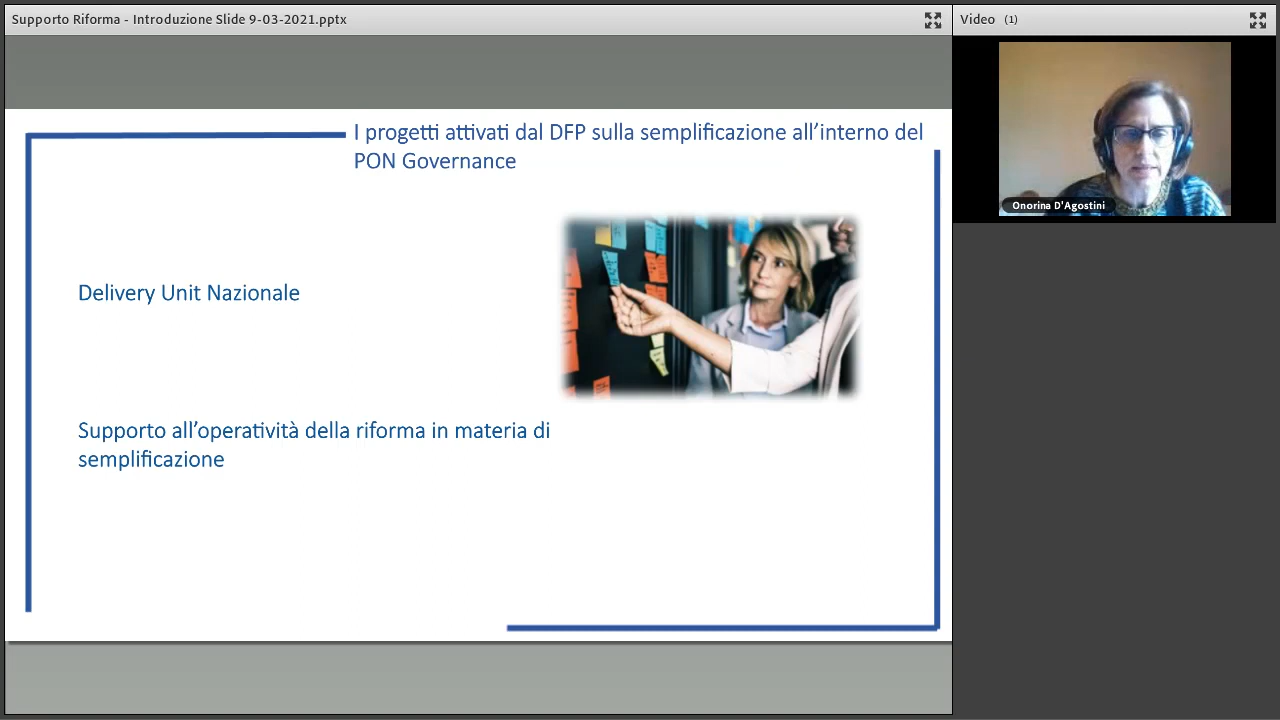 Supporto Riforma - Introduzione Slide 9-03-2021.pptx
Video (1)
I progetti attivati dal DFP sulla semplificazione all’interno del
PON Governance
Delivery Unit Nazionale
Supporto all’operatività della riforma in materia di
semplificazione
Onorina D'Agostini